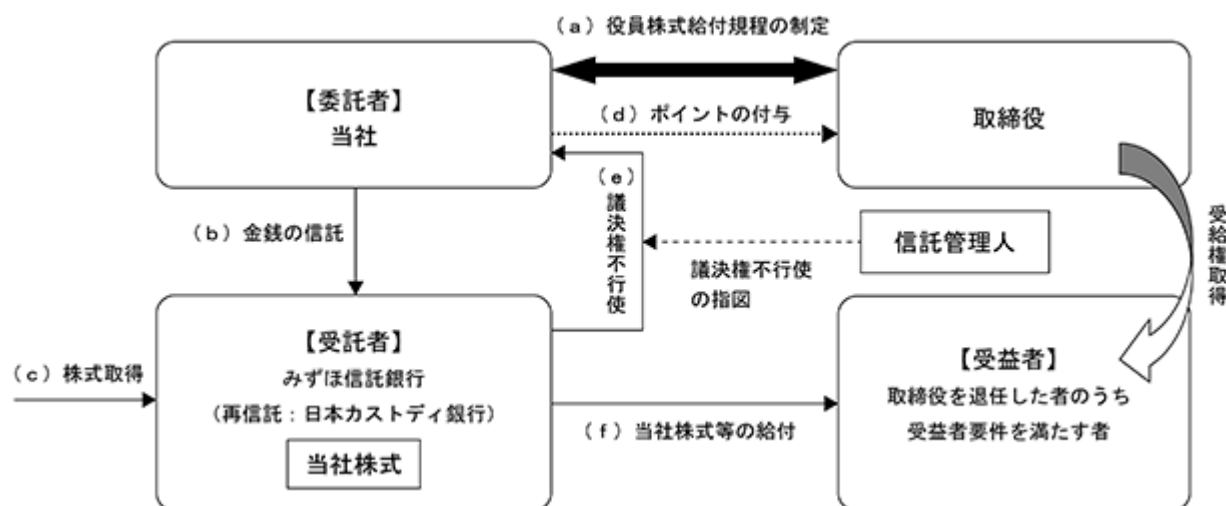 (a)役員株式給付規程の制定
【委託者】
当社
(d)ポイントの付与
取締役
(e)議決権不行使
(b)金銭の信託
信託管理人
議決権不行使
の指図
受給権取得
【受託者】
みずほ信託銀行
(再信託:日本カストディ銀行)
当社株式
(c)株式取得
(f)当社株式等の給付
【受益者】
取締役を退任した者のうち
受益者要件を満たす者